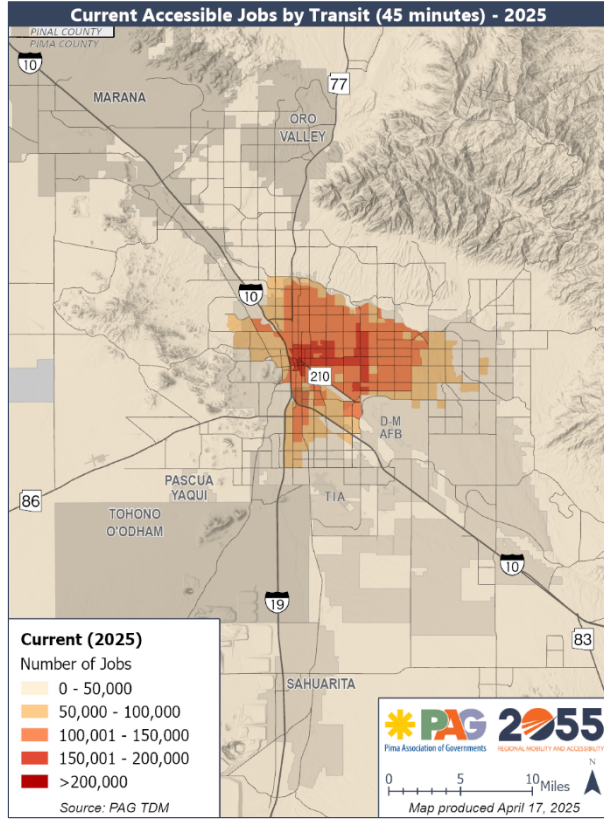 Current Accessible Jobs by Transit (45 minutes) - 2025
PINAL COUNTY
PIMA COUNTY
10
77
MARANA
ORO
VALLEY
10
210
D-M
AFB
PASCUA
YAQUI
86
TIA
TOHONO
O'ODHAM
10
19
83
SAHUARITA
Current (2025)
Number of Jobs
0 - 50,000
50,000 - 100,000
100,001 - 150,000
150,001 - 200,000
>200,000
Source: PAG TDM
PAG
Pima Association of Governments
2055
REGIONAL MOBILITY AND ACCESSIBILITY
N
0 5 10 Miles
Map produced April 17, 2025